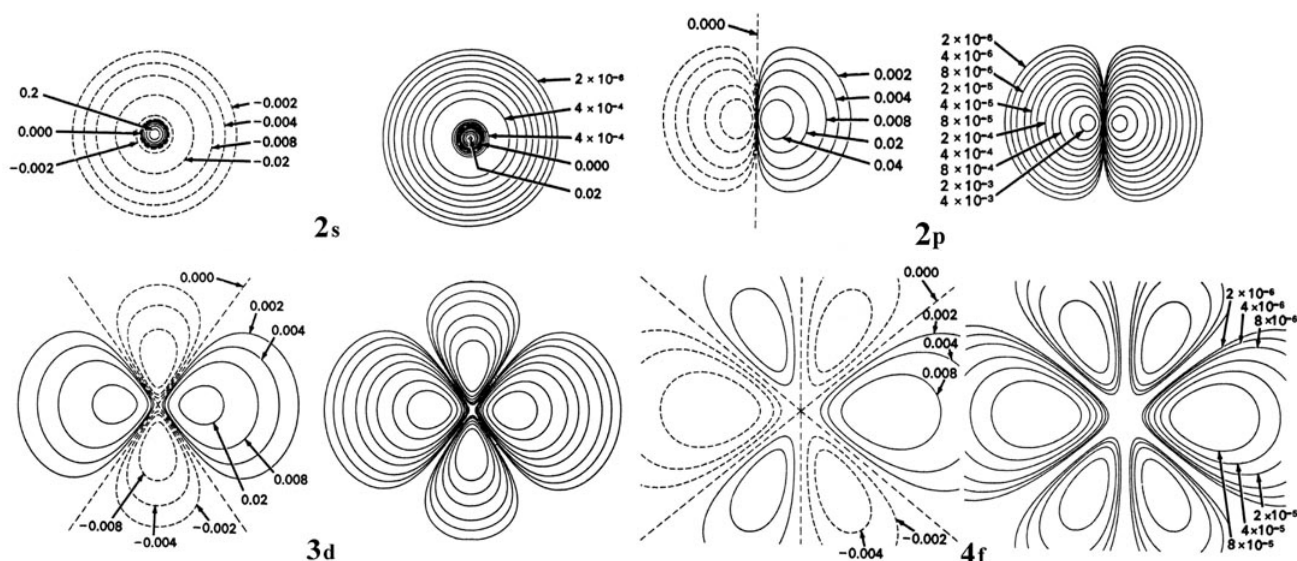 0.2
0.000
−0.002
−0.002
−0.004
−0.008
−0.02
2s
2 × 10⁻⁶
4 × 10⁻⁴
4 × 10⁻⁴
0.000
0.02
0.000
0.002
0.004
0.008
0.02
0.04
2p
2 × 10⁻⁶
4 × 10⁻⁶
8 × 10⁻⁵
2 × 10⁻⁵
4 × 10⁻⁵
8 × 10⁻⁵
2 × 10⁻⁴
4 × 10⁻⁴
8 × 10⁻⁴
2 × 10⁻³
4 × 10⁻³
0.000
0.002
0.004
0.008
0.02
−0.008
−0.004
−0.002
3d
0.000
0.002
0.004
0.008
−0.002
−0.004
4f
2 × 10⁻⁶
4 × 10⁻⁶
8 × 10⁻⁶
2 × 10⁻⁵
4 × 10⁻⁵
8 × 10⁻⁵